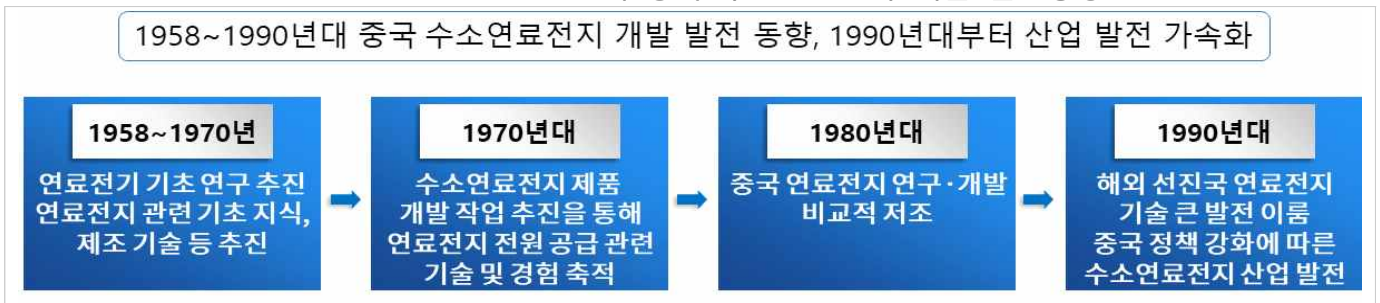 1958~1990년대 중국 수소연료전지 개발 발전 동향, 1990년대부터 산업 발전 가속화
1958~1970년
연료전기 기초 연구 추진
연료전지 관련 기초 지식,
제조 기술 등 추진
1970년대
수소연료전지 제품
개발 작업 추진을 통해
연료전지 전원 공급 관련
기술 및 경험 축적
1980년대
중국 연료전지 연구·개발
비교적 저조
1990년대
해외 선진국 연료전지
기술 큰 발전 이룸
중국 정책 강화에 따른
수소연료전지 산업 발전